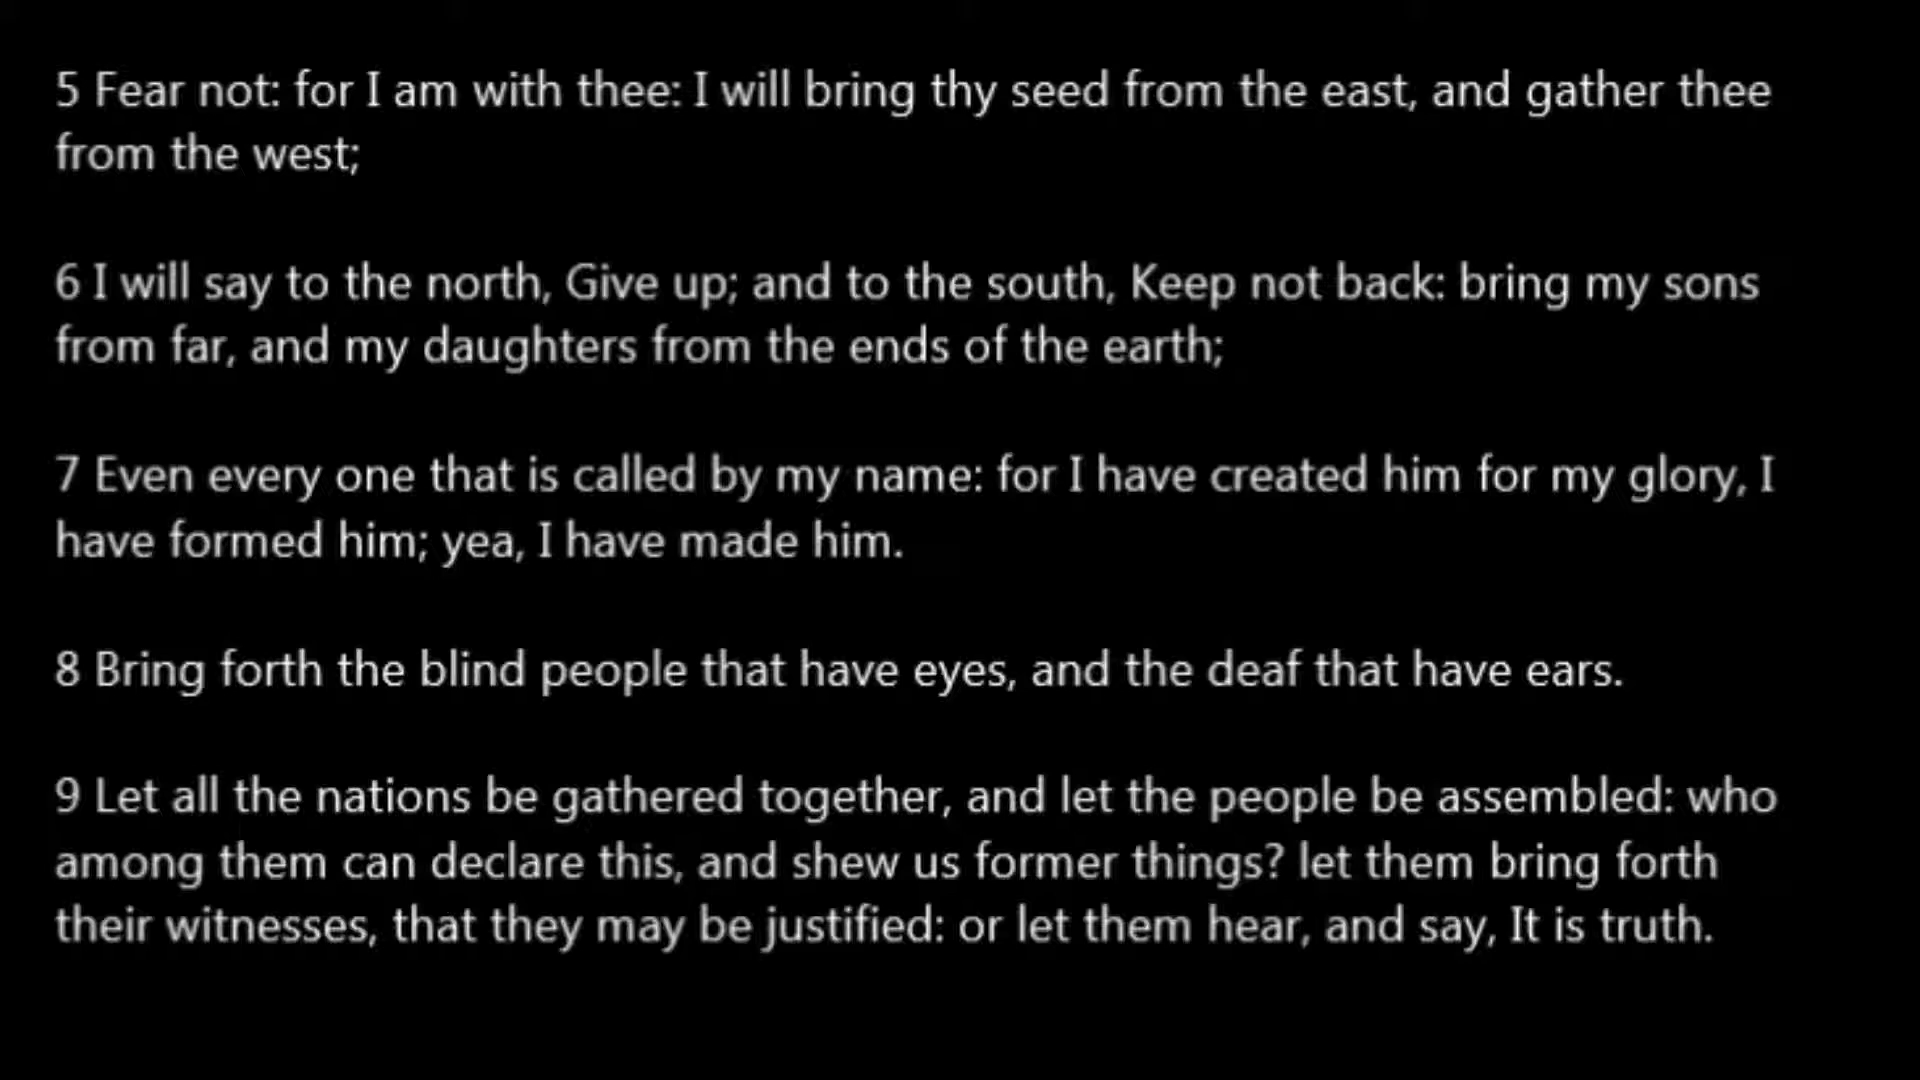 5 Fear not: for I am with thee: I will bring thy seed from the east, and gather thee
from the west;
6 I will say to the north, Give up; and to the south, Keep not back: bring my sons
from far, and my daughters from the ends of the earth;
7 Even every one that is called by my name: for I have created him for my glory, I
have formed him; yea, I have made him.
8 Bring forth the blind people that have eyes, and the deaf that have ears.
9 Let all the nations be gathered together, and let the people be assembled: who
among them can declare this, and shew us former things? let them bring forth
their witnesses, that they may be justified: or let them hear, and say, It is truth.